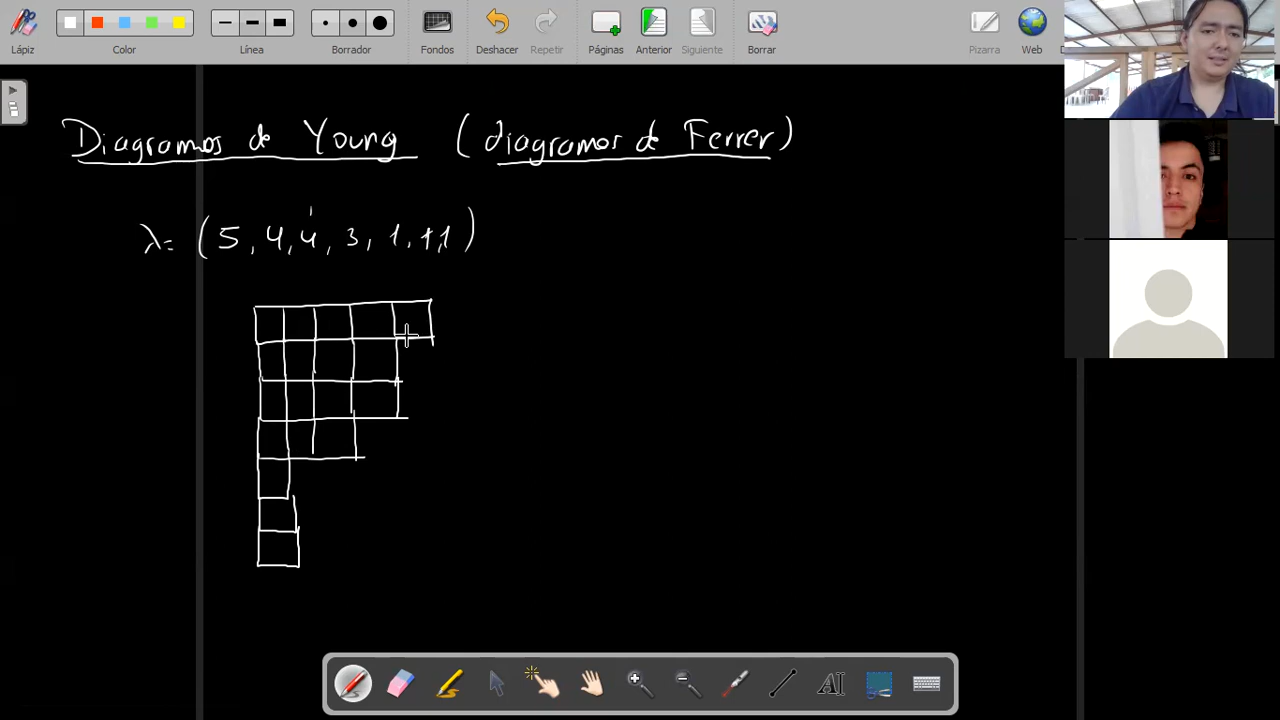 Lápiz Color Línea Borrador Fondos Deshacer Repetir Páginas Anterior Siguiente Borrar Pizarra Web
Diagramas de Young (diagramas de Ferrer)
λ= (5, 4, 4, 3, 1, 1, 1)